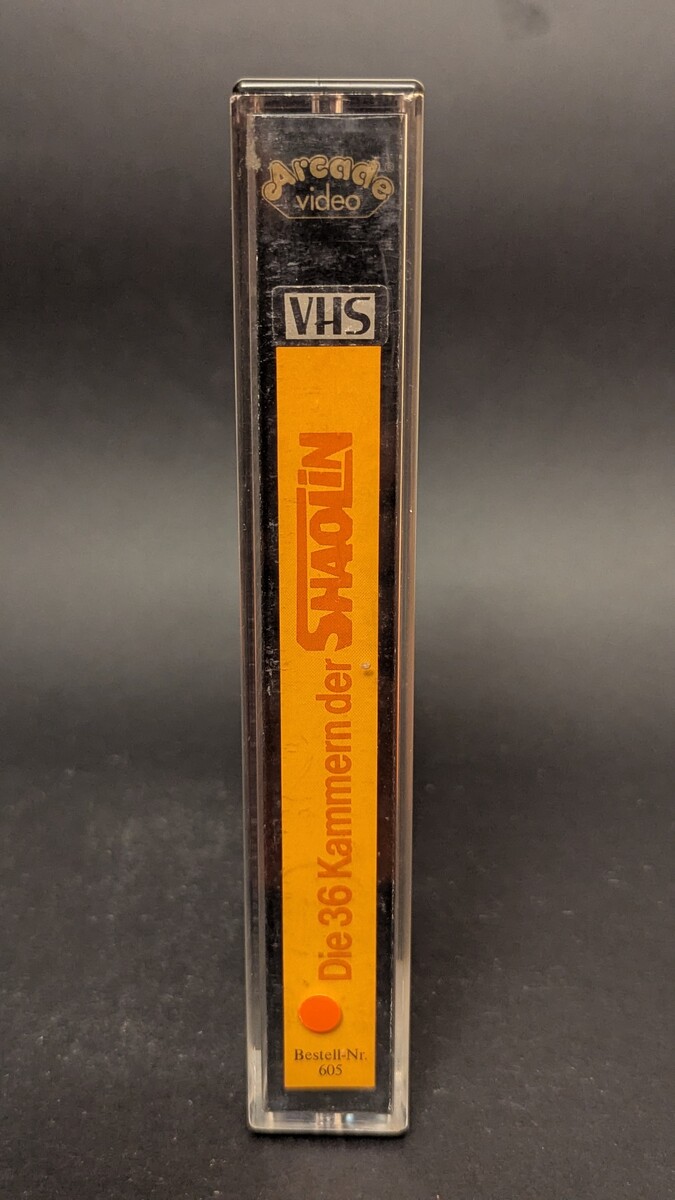 Arcade
video
VHS
Die 36 Kammern der SHAOLiN
Bestell-Nr.
605